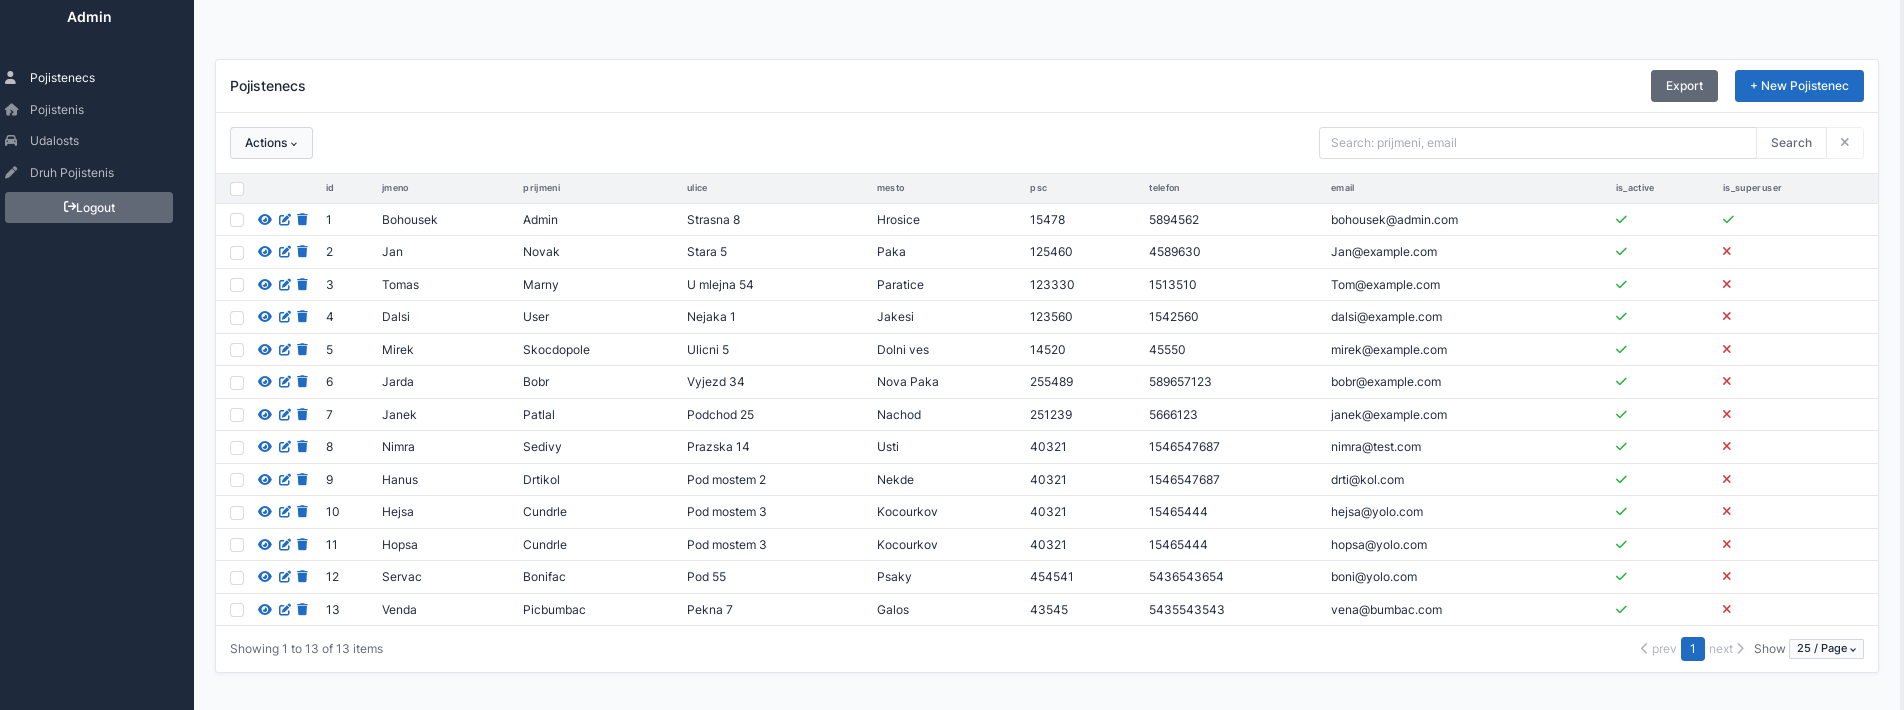 Admin
Pojistenecs
Pojistenis
Udalosts
Druh Pojistenis
Logout
Pojistenecs
Export
+ New Pojistenec
Actions
Search: prijmeni, email
Search
id jmeno prijmeni ulice mesto psc telefon email is_active is_superuser
1 Bohousek Admin Strasna 8 Hrosice 15478 5894562 bohousek@admin.com
2 Jan Novak Stara 5 Paka 125460 4589630 Jan@example.com
3 Tomas Marny U mlejna 54 Paratice 123330 1513510 Tom@example.com
4 Dalsi User Nejaka 1 Jakesi 123560 1542560 dalsi@example.com
5 Mirek Skocdopole Ulicni 5 Dolni ves 14520 45550 mirek@example.com
6 Jarda Bobr Vyjezd 34 Nova Paka 255489 589657123 bobr@example.com
7 Janek Patlal Podchod 25 Nachod 251239 5666123 janek@example.com
8 Nimra Sedivy Prazska 14 Usti 40321 1546547687 nimra@test.com
9 Hanus Drtikol Pod mostem 2 Nekde 40321 1546547687 drti@kol.com
10 Hejsa Cundrle Pod mostem 3 Kocourkov 40321 15465444 hejsa@yolo.com
11 Hopsa Cundrle Pod mostem 3 Kocourkov 40321 15465444 hopsa@yolo.com
12 Servac Bonifac Pod 55 Psaky 454541 5436543654 boni@yolo.com
13 Venda Picbumbac Pekna 7 Galos 43545 5435543543 vena@bumbac.com
Showing 1 to 13 of 13 items
prev 1 next Show 25 / Page